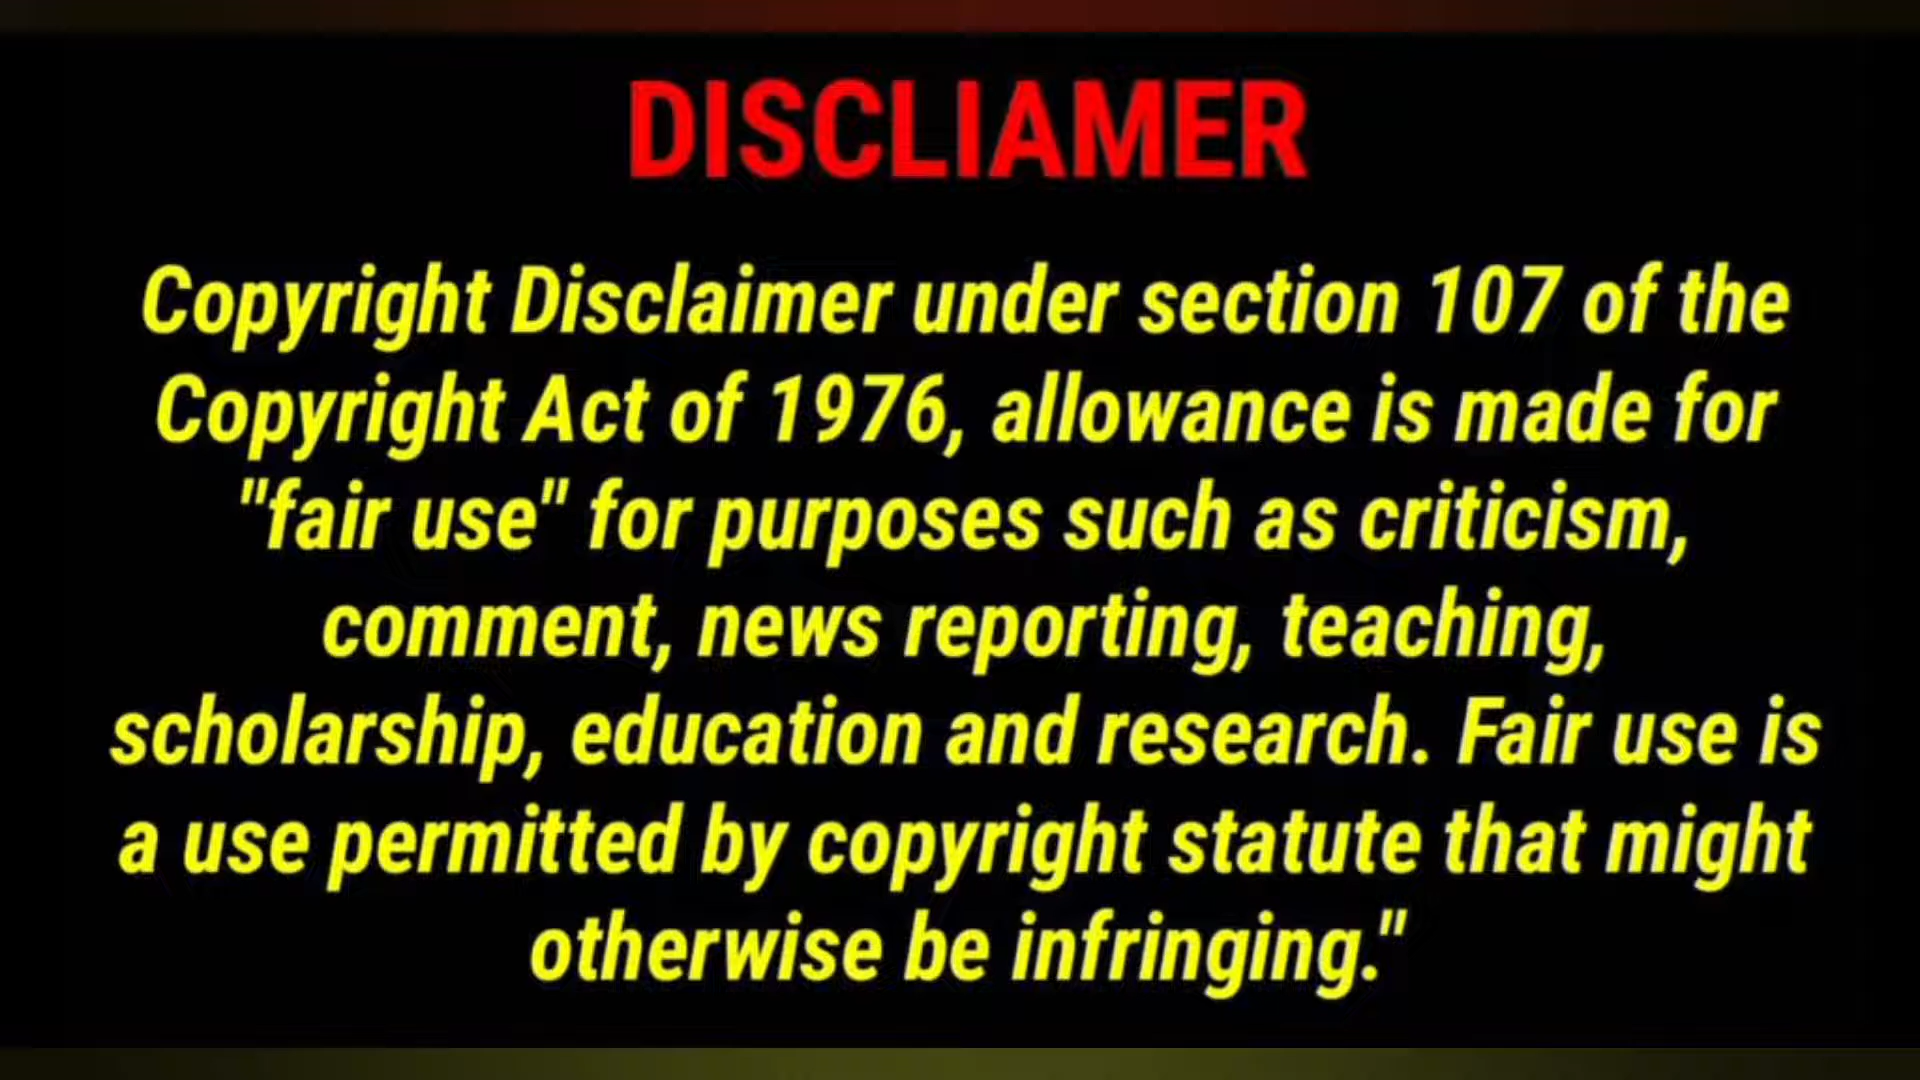 DISCLIAMER
Copyright Disclaimer under section 107 of the
Copyright Act of 1976, allowance is made for
"fair use" for purposes such as criticism,
comment, news reporting, teaching,
scholarship, education and research. Fair use is
a use permitted by copyright statute that might
otherwise be infringing."